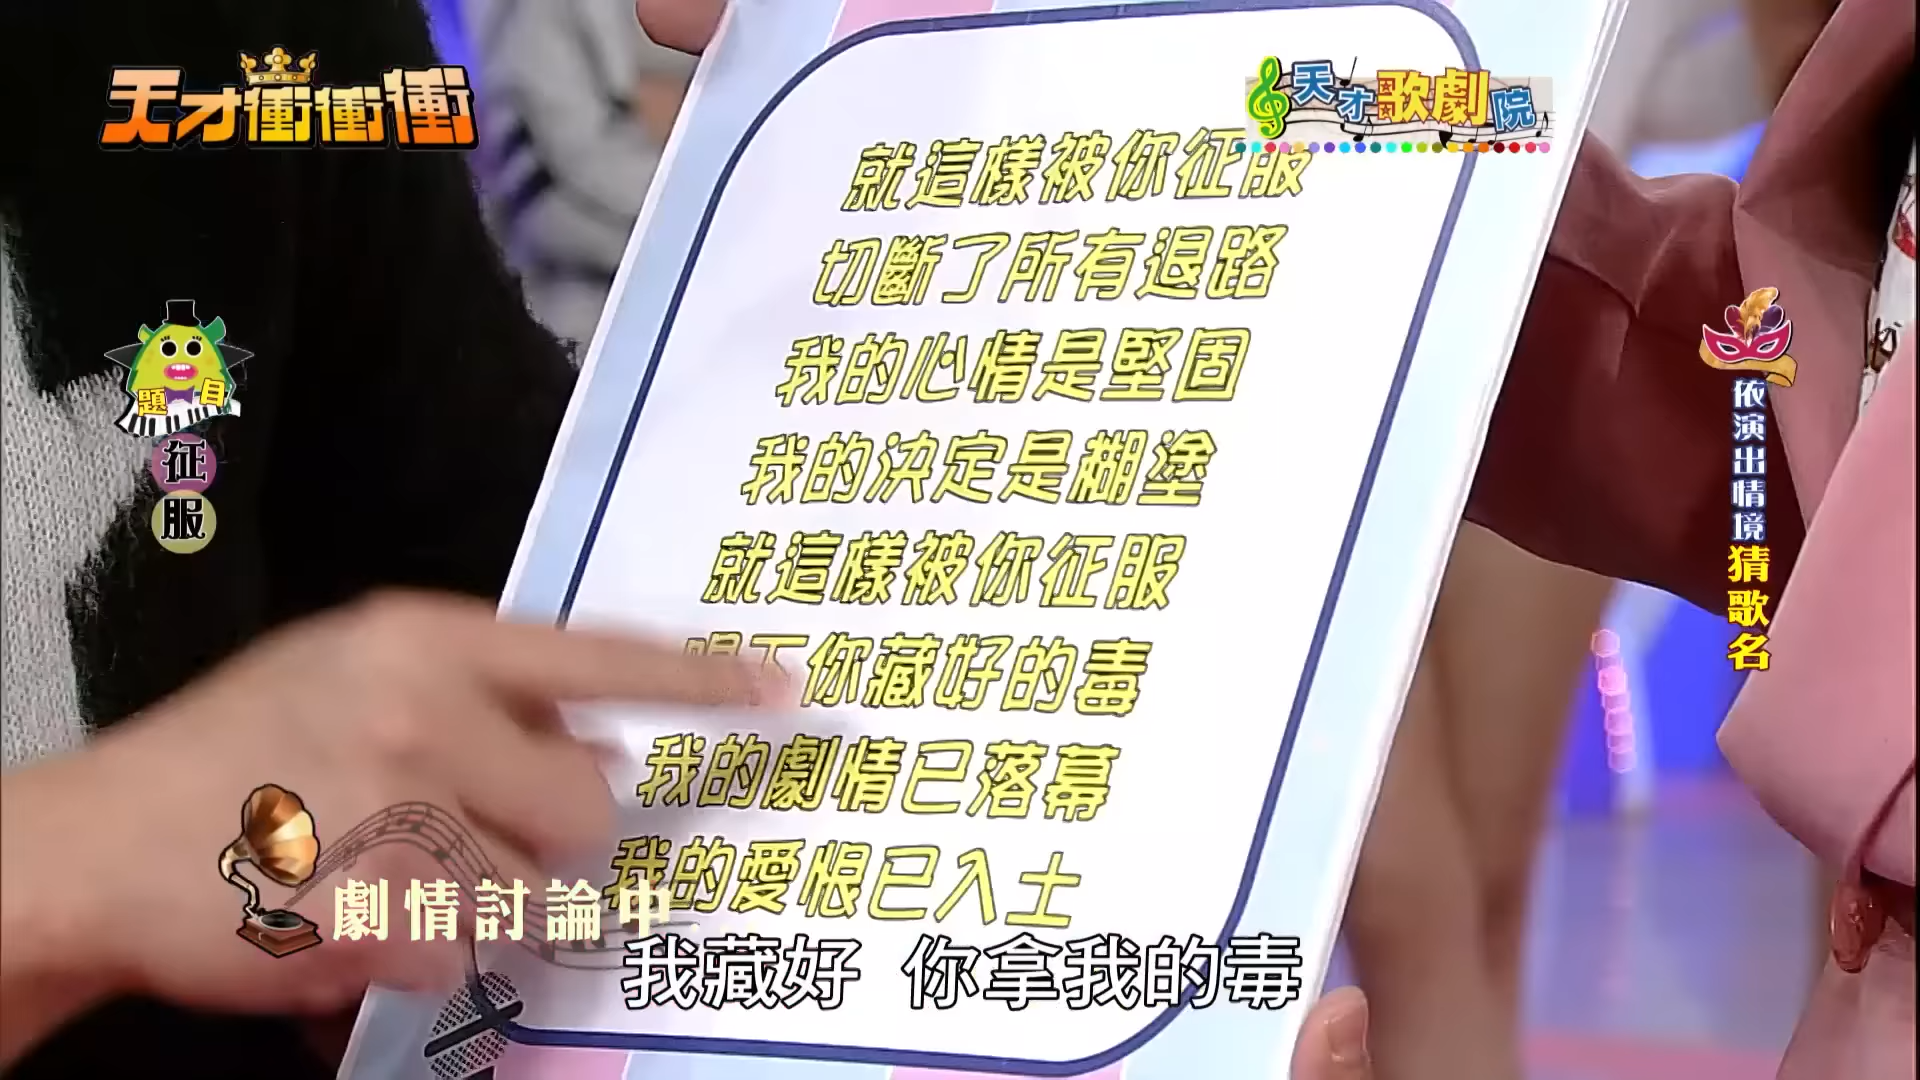 天才衝衝衝
天才歌劇院
就這樣被你征服
切斷了所有退路
我的心情是堅固
我的決定是糊塗
就這樣被你征服
喝下你藏好的毒
我的劇情已落幕
我的愛恨已入土
題目
征服
依演出情境猜歌名
劇情討論中...
我藏好 你拿我的毒